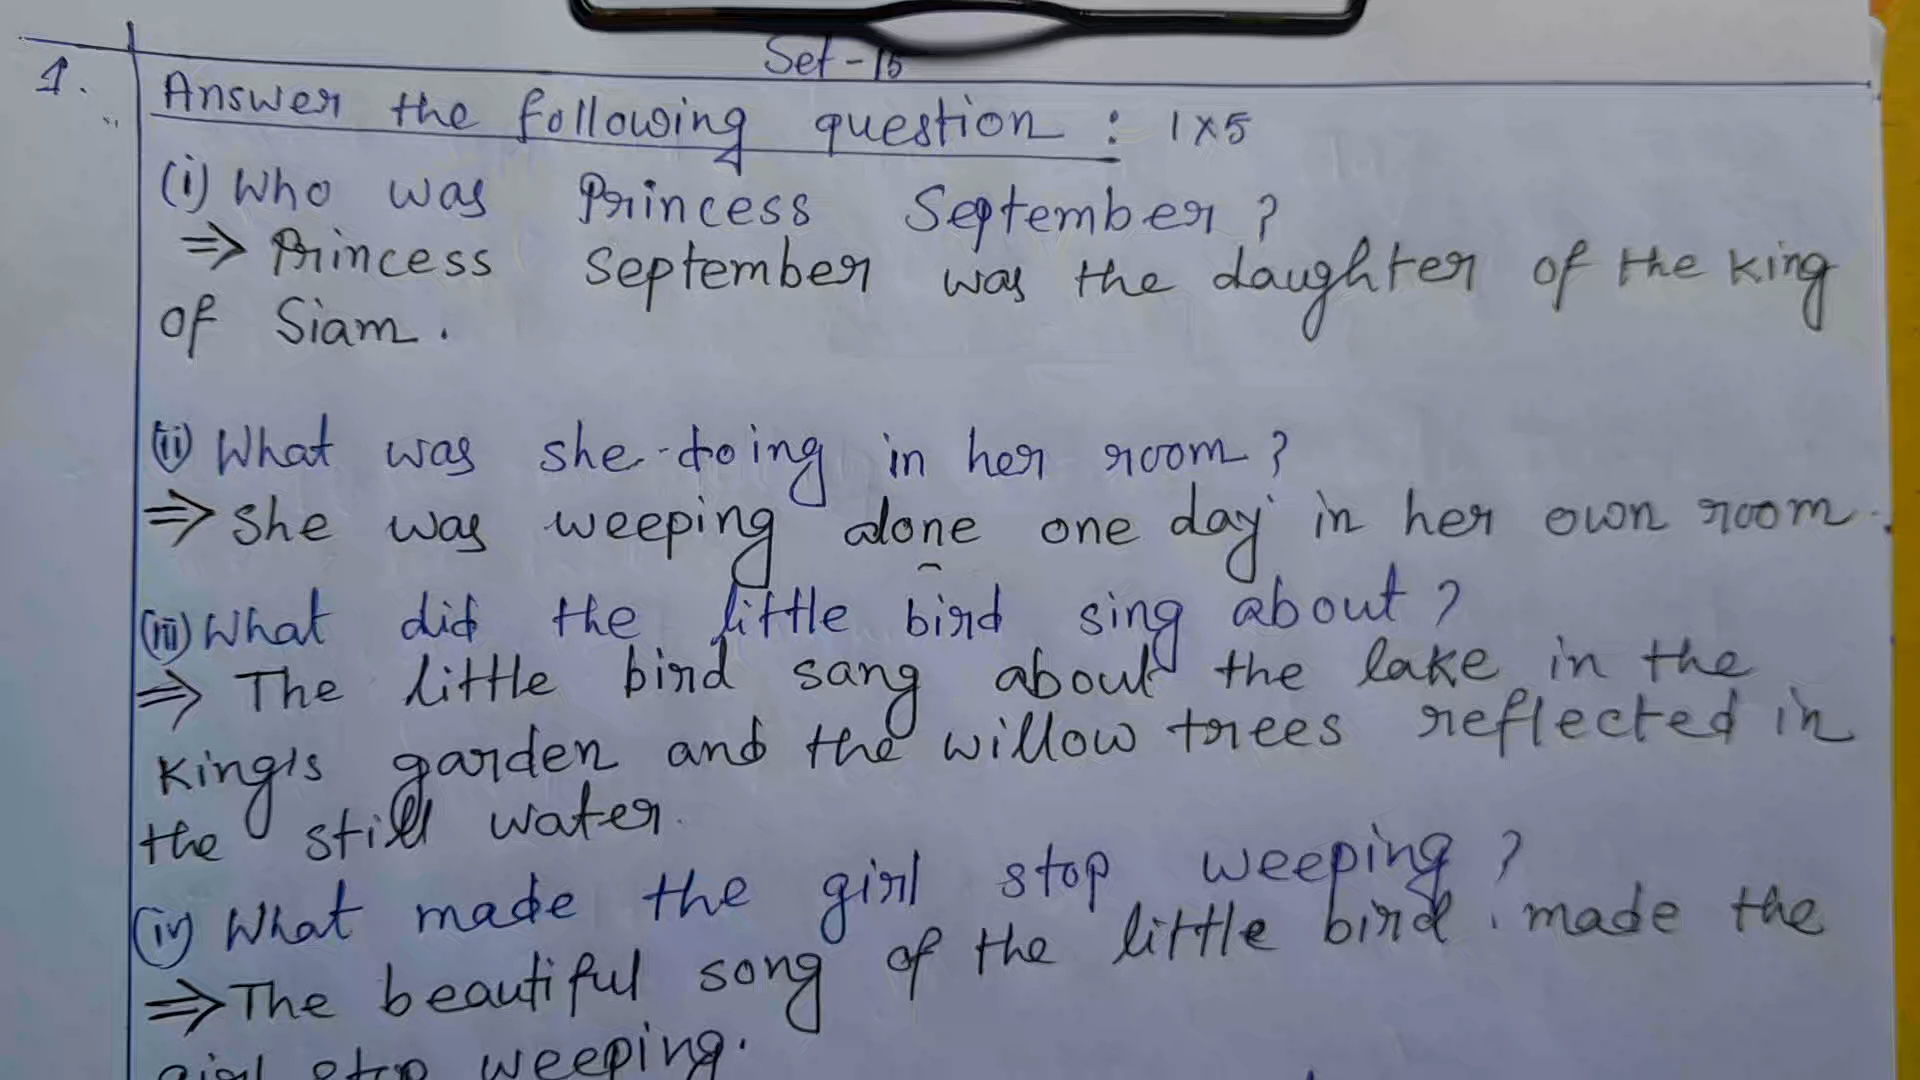 Set-15
1.
Answer the following question : 1x5
(i) Who was Princess September?
⇒ Princess September was the daughter of the King
of Siam.
(ii) What was she doing in her room?
⇒ She was weeping alone one day in her own room.
(iii) What did the little bird sing about?
⇒ The little bird sang about the lake in the
King's garden and the willow trees reflected in
the still water.
(iv) What made the girl stop weeping?
⇒ The beautiful song of the little bird made the
girl stop weeping.